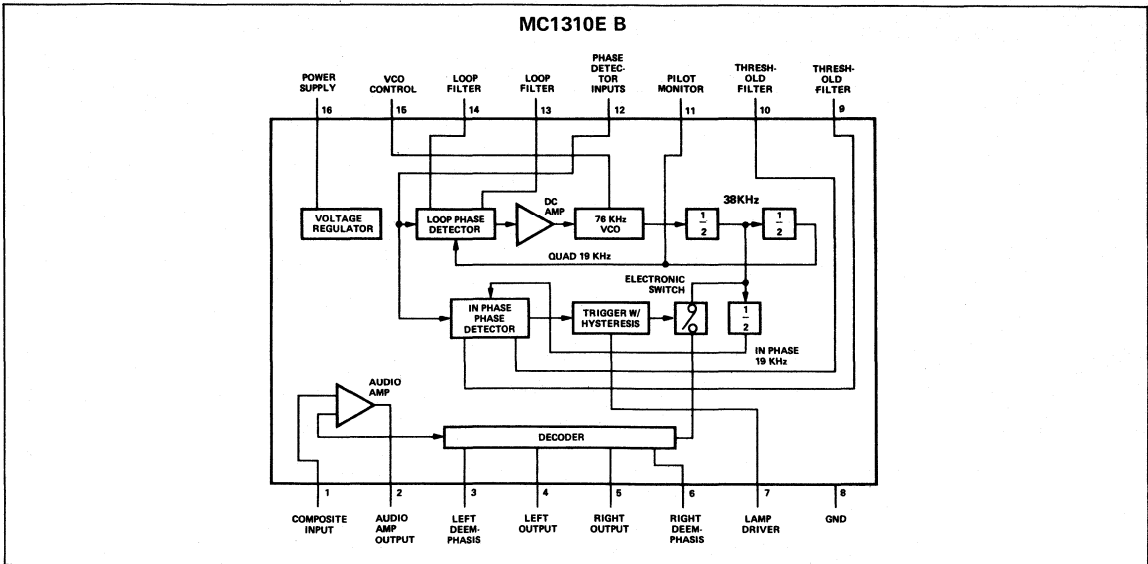 MC1310E B
POWER
SUPPLY
VCO
CONTROL
LOOP
FILTER
LOOP
FILTER
PHASE
DETEC-
TOR
INPUTS
PILOT
MONITOR
THRESH-
OLD
FILTER
THRESH-
OLD
FILTER
16
15
14
13
12
11
10
9
VOLTAGE
REGULATOR
LOOP PHASE
DETECTOR
DC
AMP
76 KHz
VCO
1
2
38KHz
1
2
QUAD 19 KHz
ELECTRONIC
SWITCH
IN PHASE
PHASE
DETECTOR
TRIGGER W/
HYSTERESIS
1
2
IN PHASE
19 KHz
AUDIO
AMP
DECODER
1
2
3
4
5
6
7
8
COMPOSITE
INPUT
AUDIO
AMP
OUTPUT
LEFT
DEEM-
PHASIS
LEFT
OUTPUT
RIGHT
OUTPUT
RIGHT
DEEM-
PHASIS
LAMP
DRIVER
GND